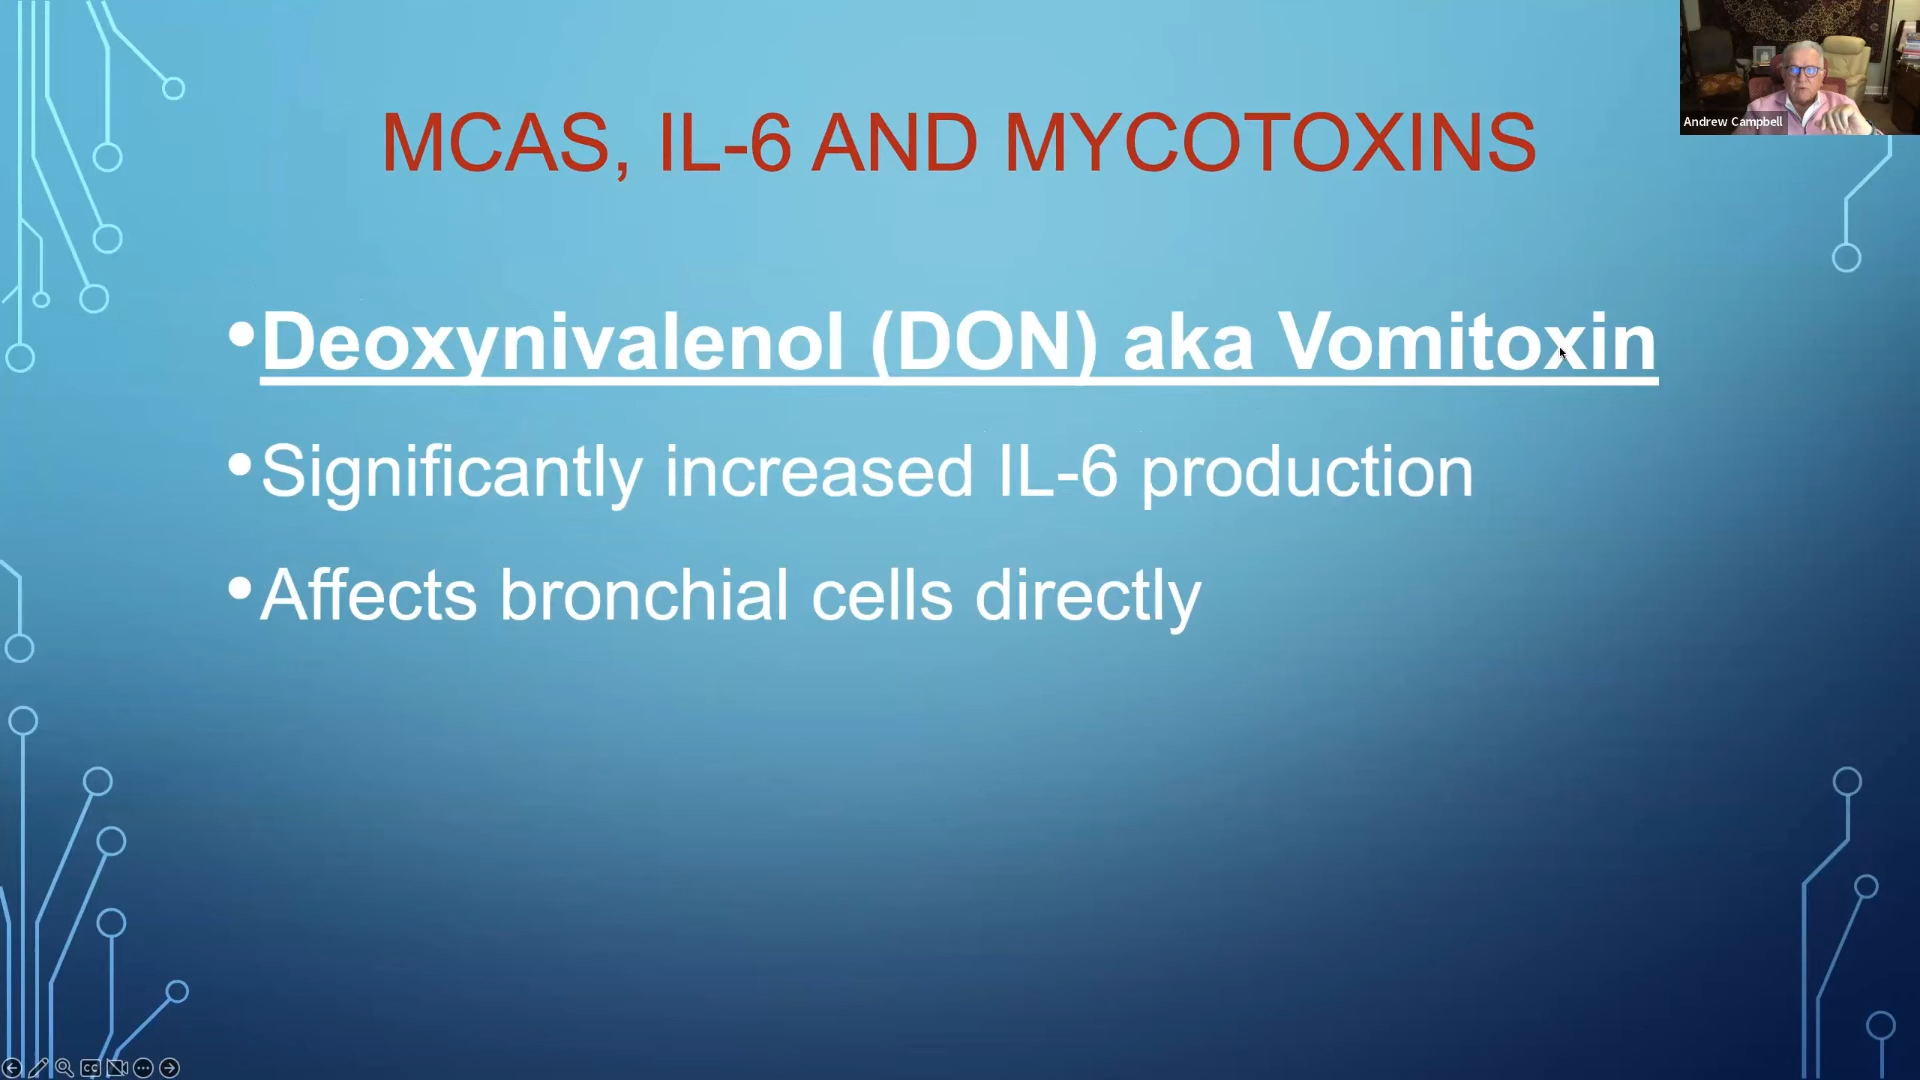 MCAS, IL-6 AND MYCOTOXINS
Andrew Campbell
•Deoxynivalenol (DON) aka Vomitoxin
•Significantly increased IL-6 production
•Affects bronchial cells directly
CC